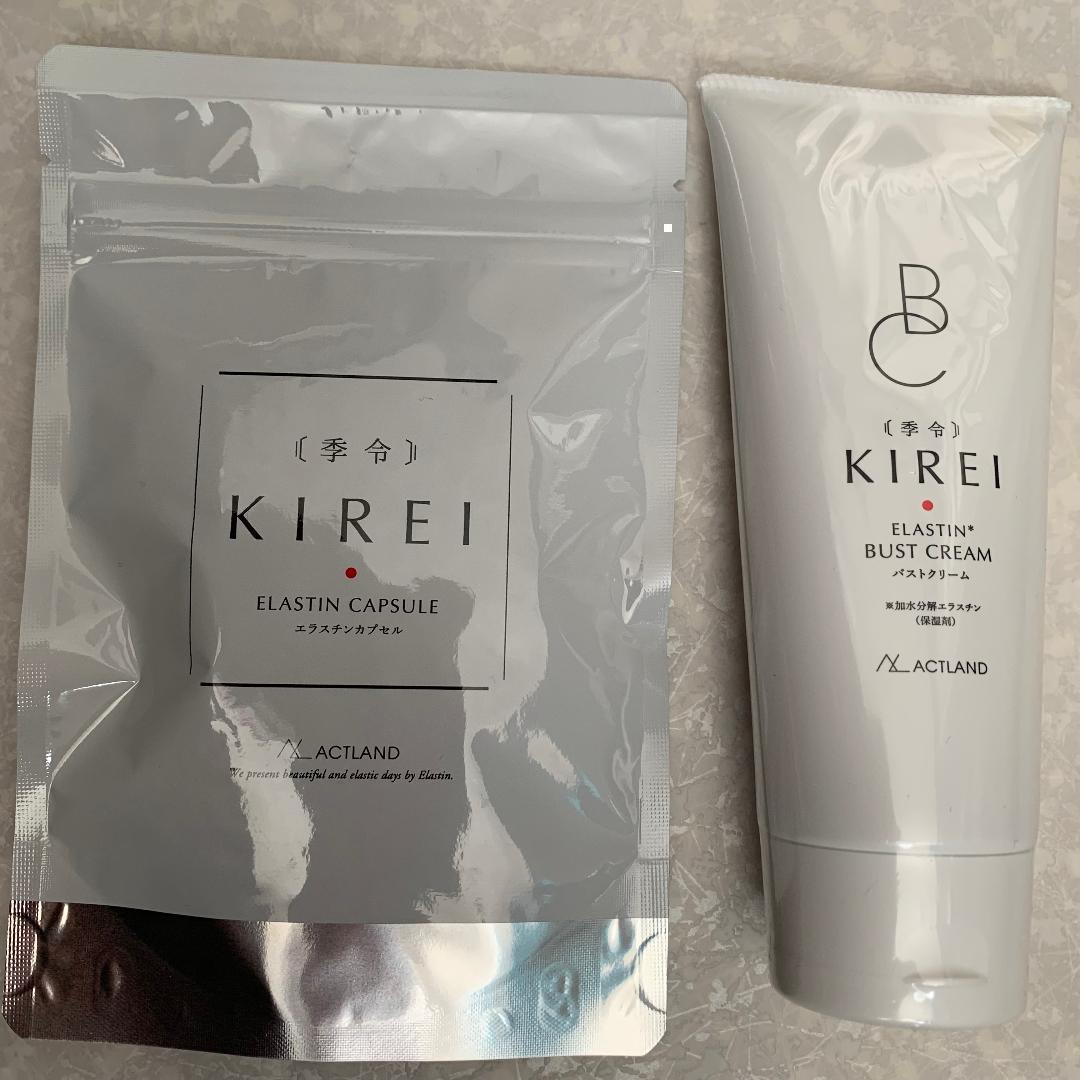 〘季令〙
KIREI
ELASTIN CAPSULE
エラスチンカプセル
ACTLAND
We present beautiful and elastic days by Elastin.
BC
〘季令〙
KIREI
ELASTIN*
BUST CREAM
バストクリーム
※加水分解エラスチン
(保湿剤)
ACTLAND